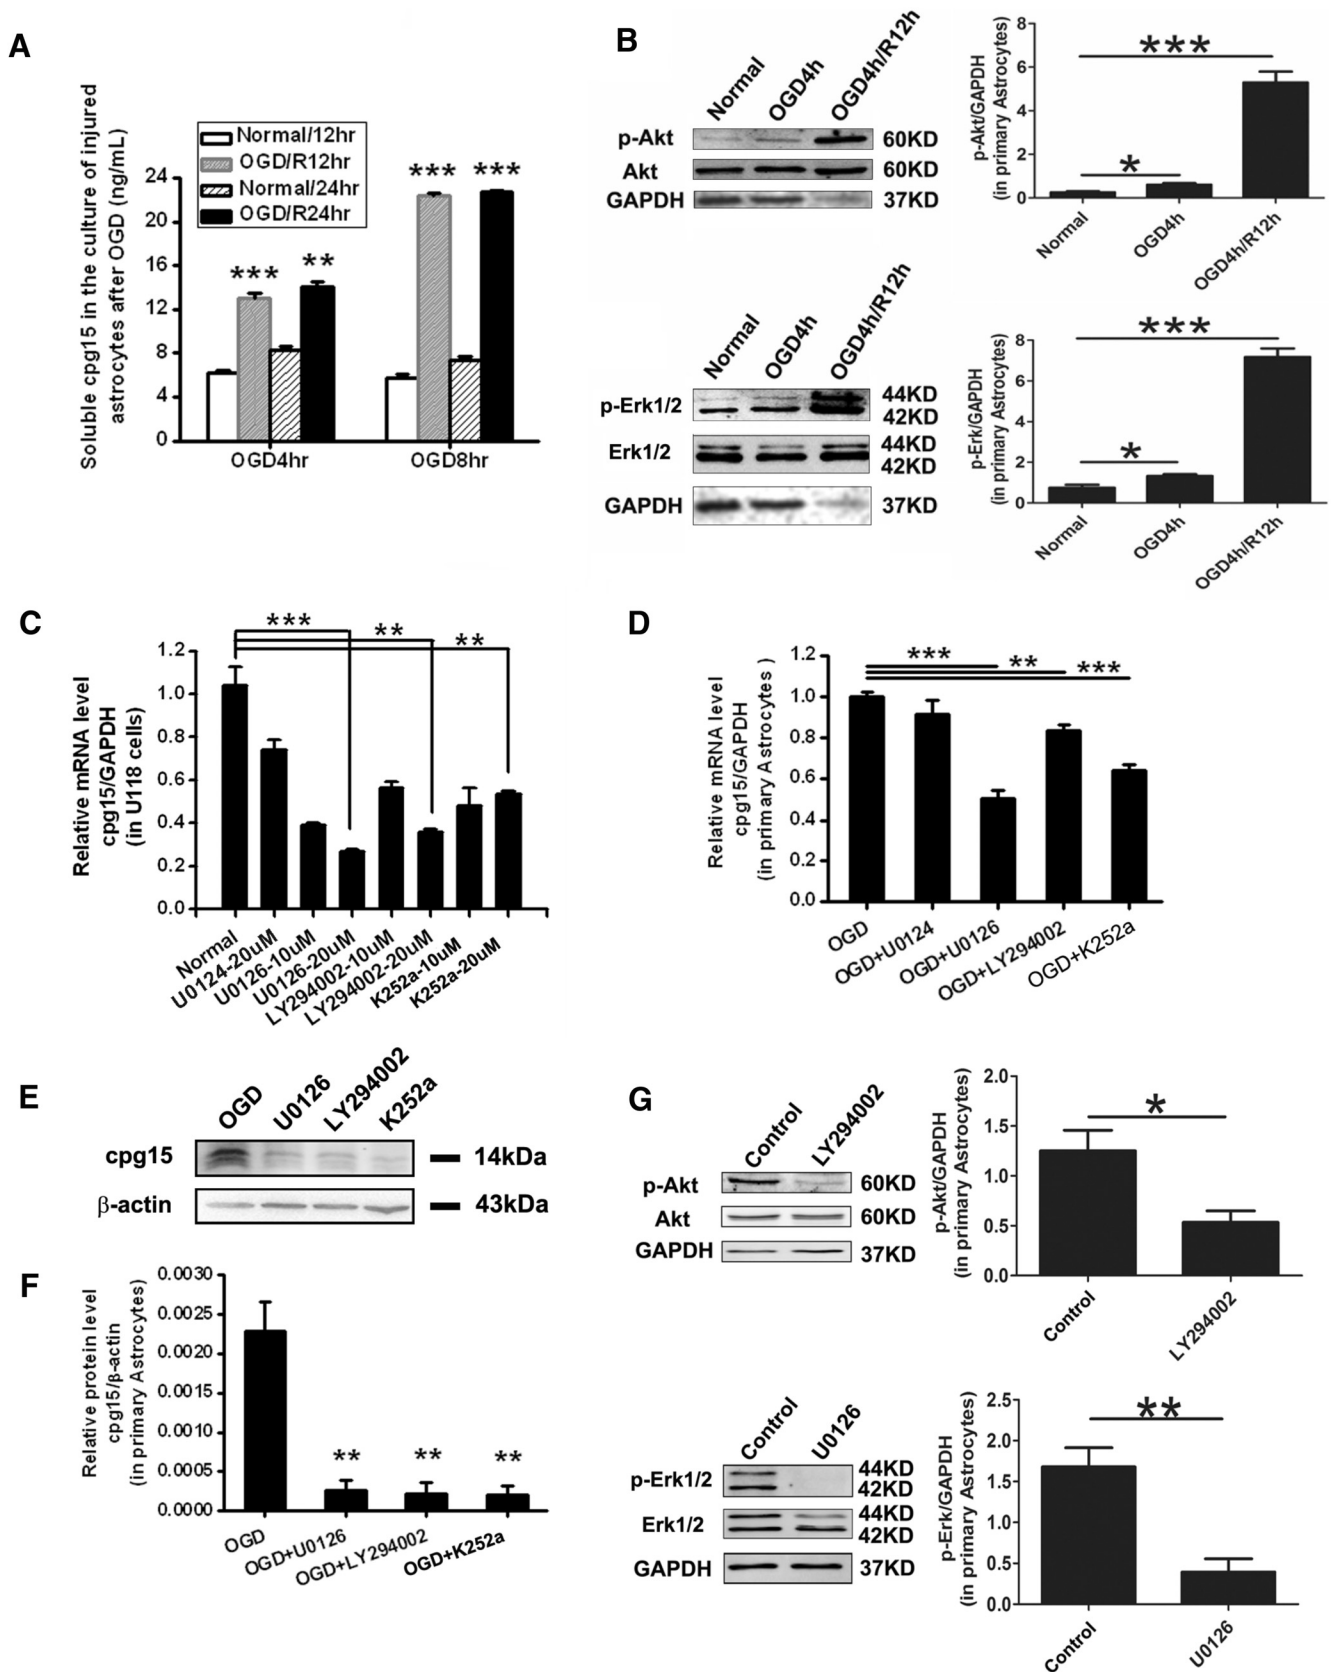 A
Soluble cpg15 in the culture of injured
astrocytes after OGD (ng/mL)
Normal/12hr
OGD/R12hr
Normal/24hr
OGD/R24hr
24
22
16
12
8
4
0
***
**
***
***
OGD4hr
OGD8hr
B
Normal
OGD4h
OGD4h/R12h
p-Akt
60KD
Akt
60KD
GAPDH
37KD
p-Akt/GAPDH
(in primary Astrocytes)
8
6
4
2
0
*
***
Normal
OGD4h
OGD4h/R12h
Normal
OGD4h
OGD4h/R12h
p-Erk1/2
44KD
42KD
Erk1/2
44KD
42KD
GAPDH
37KD
p-Erk/GAPDH
(in primary Astrocytes)
8
6
4
2
0
*
***
Normal
OGD4h
OGD4h/R12h
C
Relative mRNA level
cpg15/GAPDH
(in U118 cells)
1.2
1.0
0.8
0.6
0.4
0.2
0.0
***
**
**
Normal
U0124-20uM
U0126-10uM
U0126-20uM
LY294002-10uM
LY294002-20uM
K252a-10uM
K252a-20uM
D
Relative mRNA level
cpg15/GAPDH
(in primary Astrocytes )
1.2
1.0
0.8
0.6
0.4
0.2
0.0
***
**
***
OGD
OGD+U0124
OGD+U0126
OGD+LY294002
OGD+K252a
E
OGD
U0126
LY294002
K252a
cpg15
14kDa
β-actin
43kDa
F
Relative protein level
cpg15/β-actin
(in primary Astrocytes)
0.0030
0.0025
0.0020
0.0015
0.0010
0.0005
0.0000
**
**
**
OGD
OGD+U0126
OGD+LY294002
OGD+K252a
G
Control
LY294002
p-Akt
60KD
Akt
60KD
GAPDH
37KD
p-Akt/GAPDH
(in primary Astrocytes)
2.0
1.5
1.0
0.5
0.0
*
Control
LY294002
Control
U0126
p-Erk1/2
44KD
42KD
Erk1/2
44KD
42KD
GAPDH
37KD
p-Erk/GAPDH
(in primary Astrocytes)
2.5
2.0
1.5
1.0
0.5
0.0
**
Control
U0126